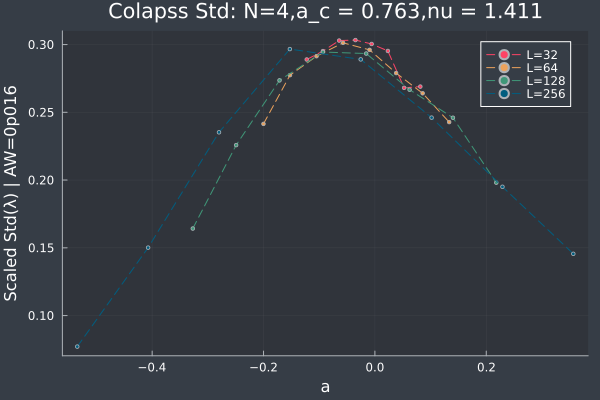 Colapss Std: N=4,a_c = 0.763,nu = 1.411
Scaled Std(λ) | AW=0p016
0.30
0.25
0.20
0.15
0.10
L=32
L=64
L=128
L=256
−0.4
−0.2
0.0
0.2
a